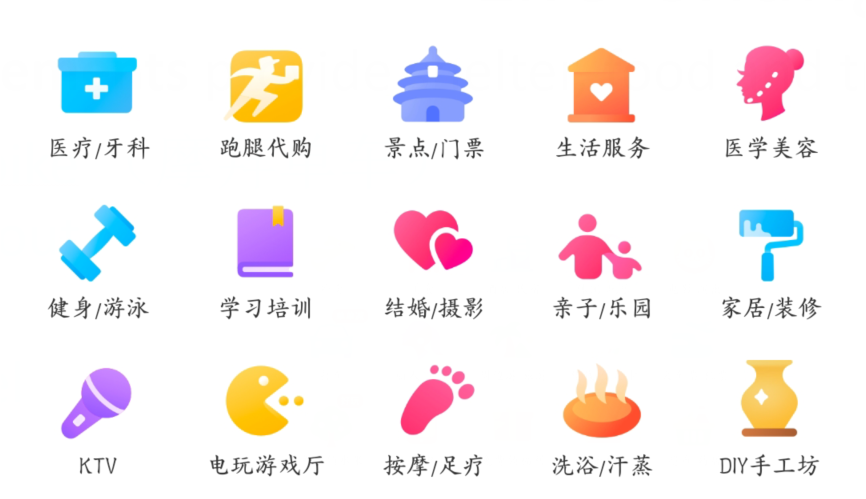 医疗/牙科
跑腿代购
景点/门票
生活服务
医学美容
健身/游泳
学习培训
结婚/摄影
亲子/乐园
家居/装修
KTV
电玩游戏厅
按摩/足疗
洗浴/汗蒸
DIY手工坊